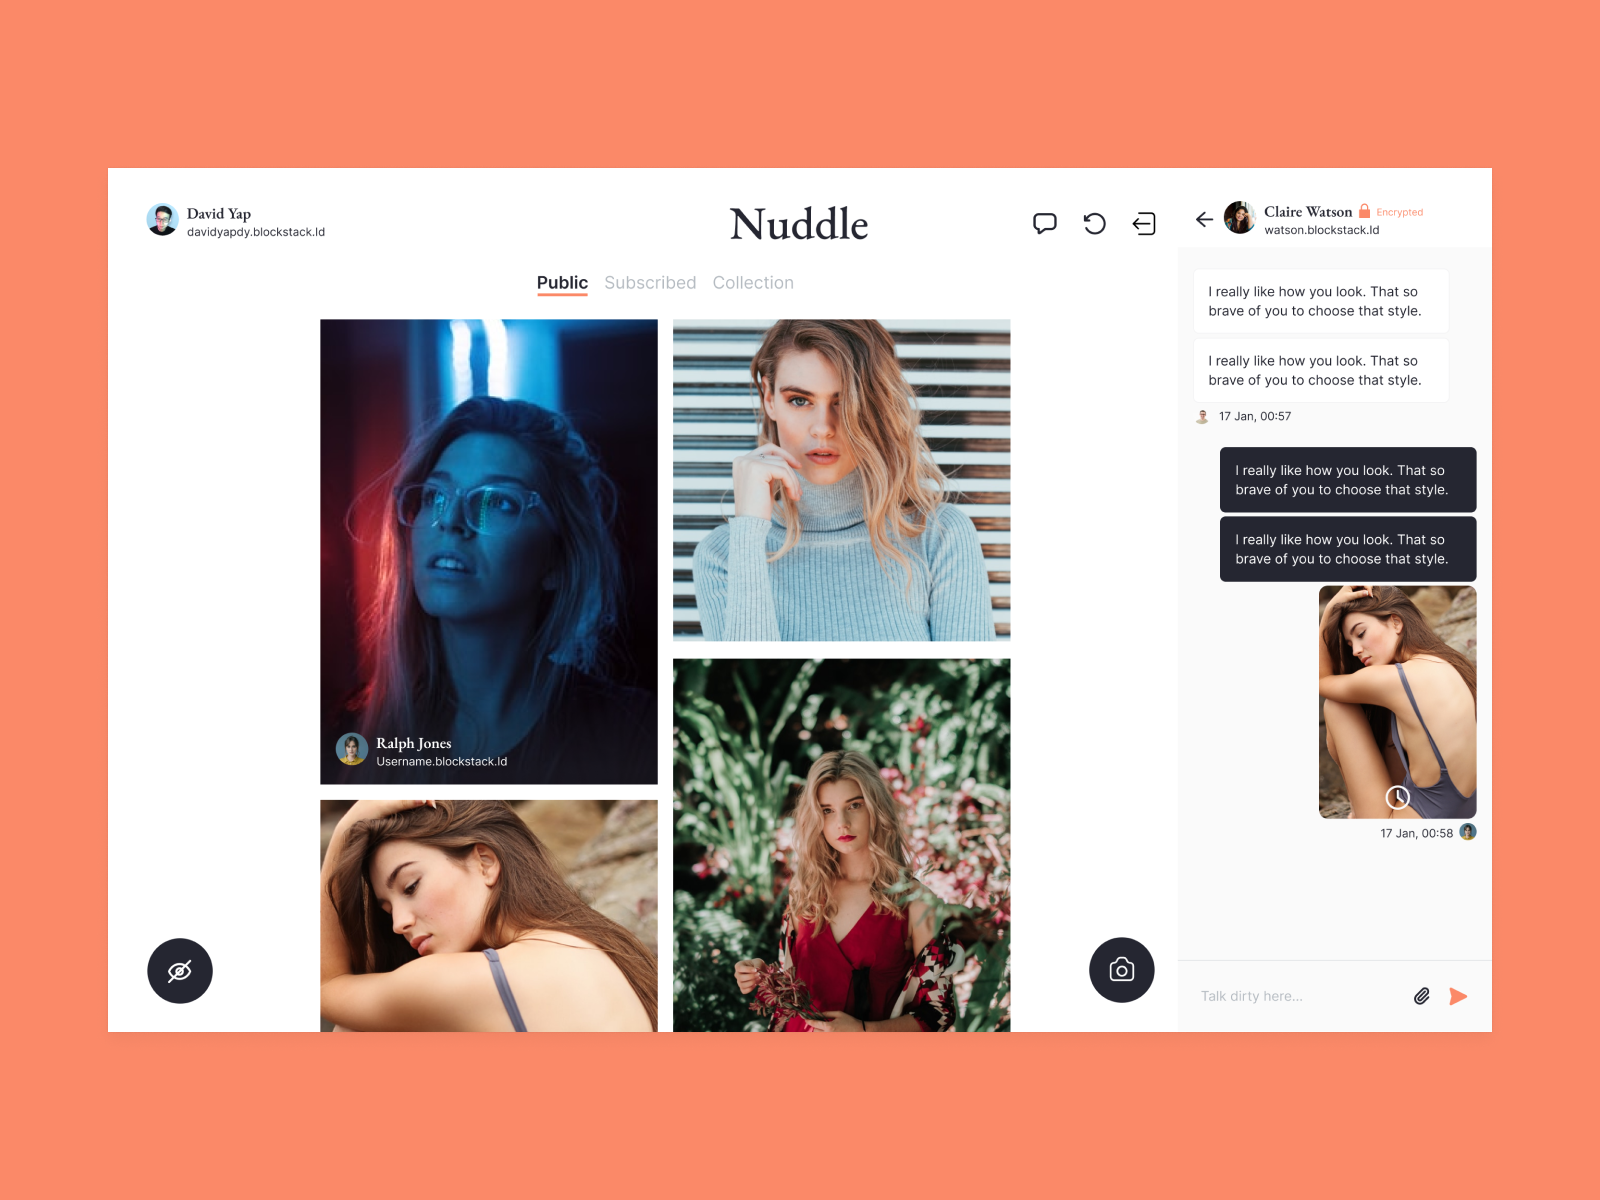 David Yap
davidyapdy.blockstack.Id
Nuddle
Public Subscribed Collection
Ralph Jones
Username.blockstack.Id
Claire Watson Encrypted
watson.blockstack.Id
I really like how you look. That so
brave of you to choose that style.
I really like how you look. That so
brave of you to choose that style.
17 Jan, 00:57
I really like how you look. That so
brave of you to choose that style.
I really like how you look. That so
brave of you to choose that style.
17 Jan, 00:58
Talk dirty here...